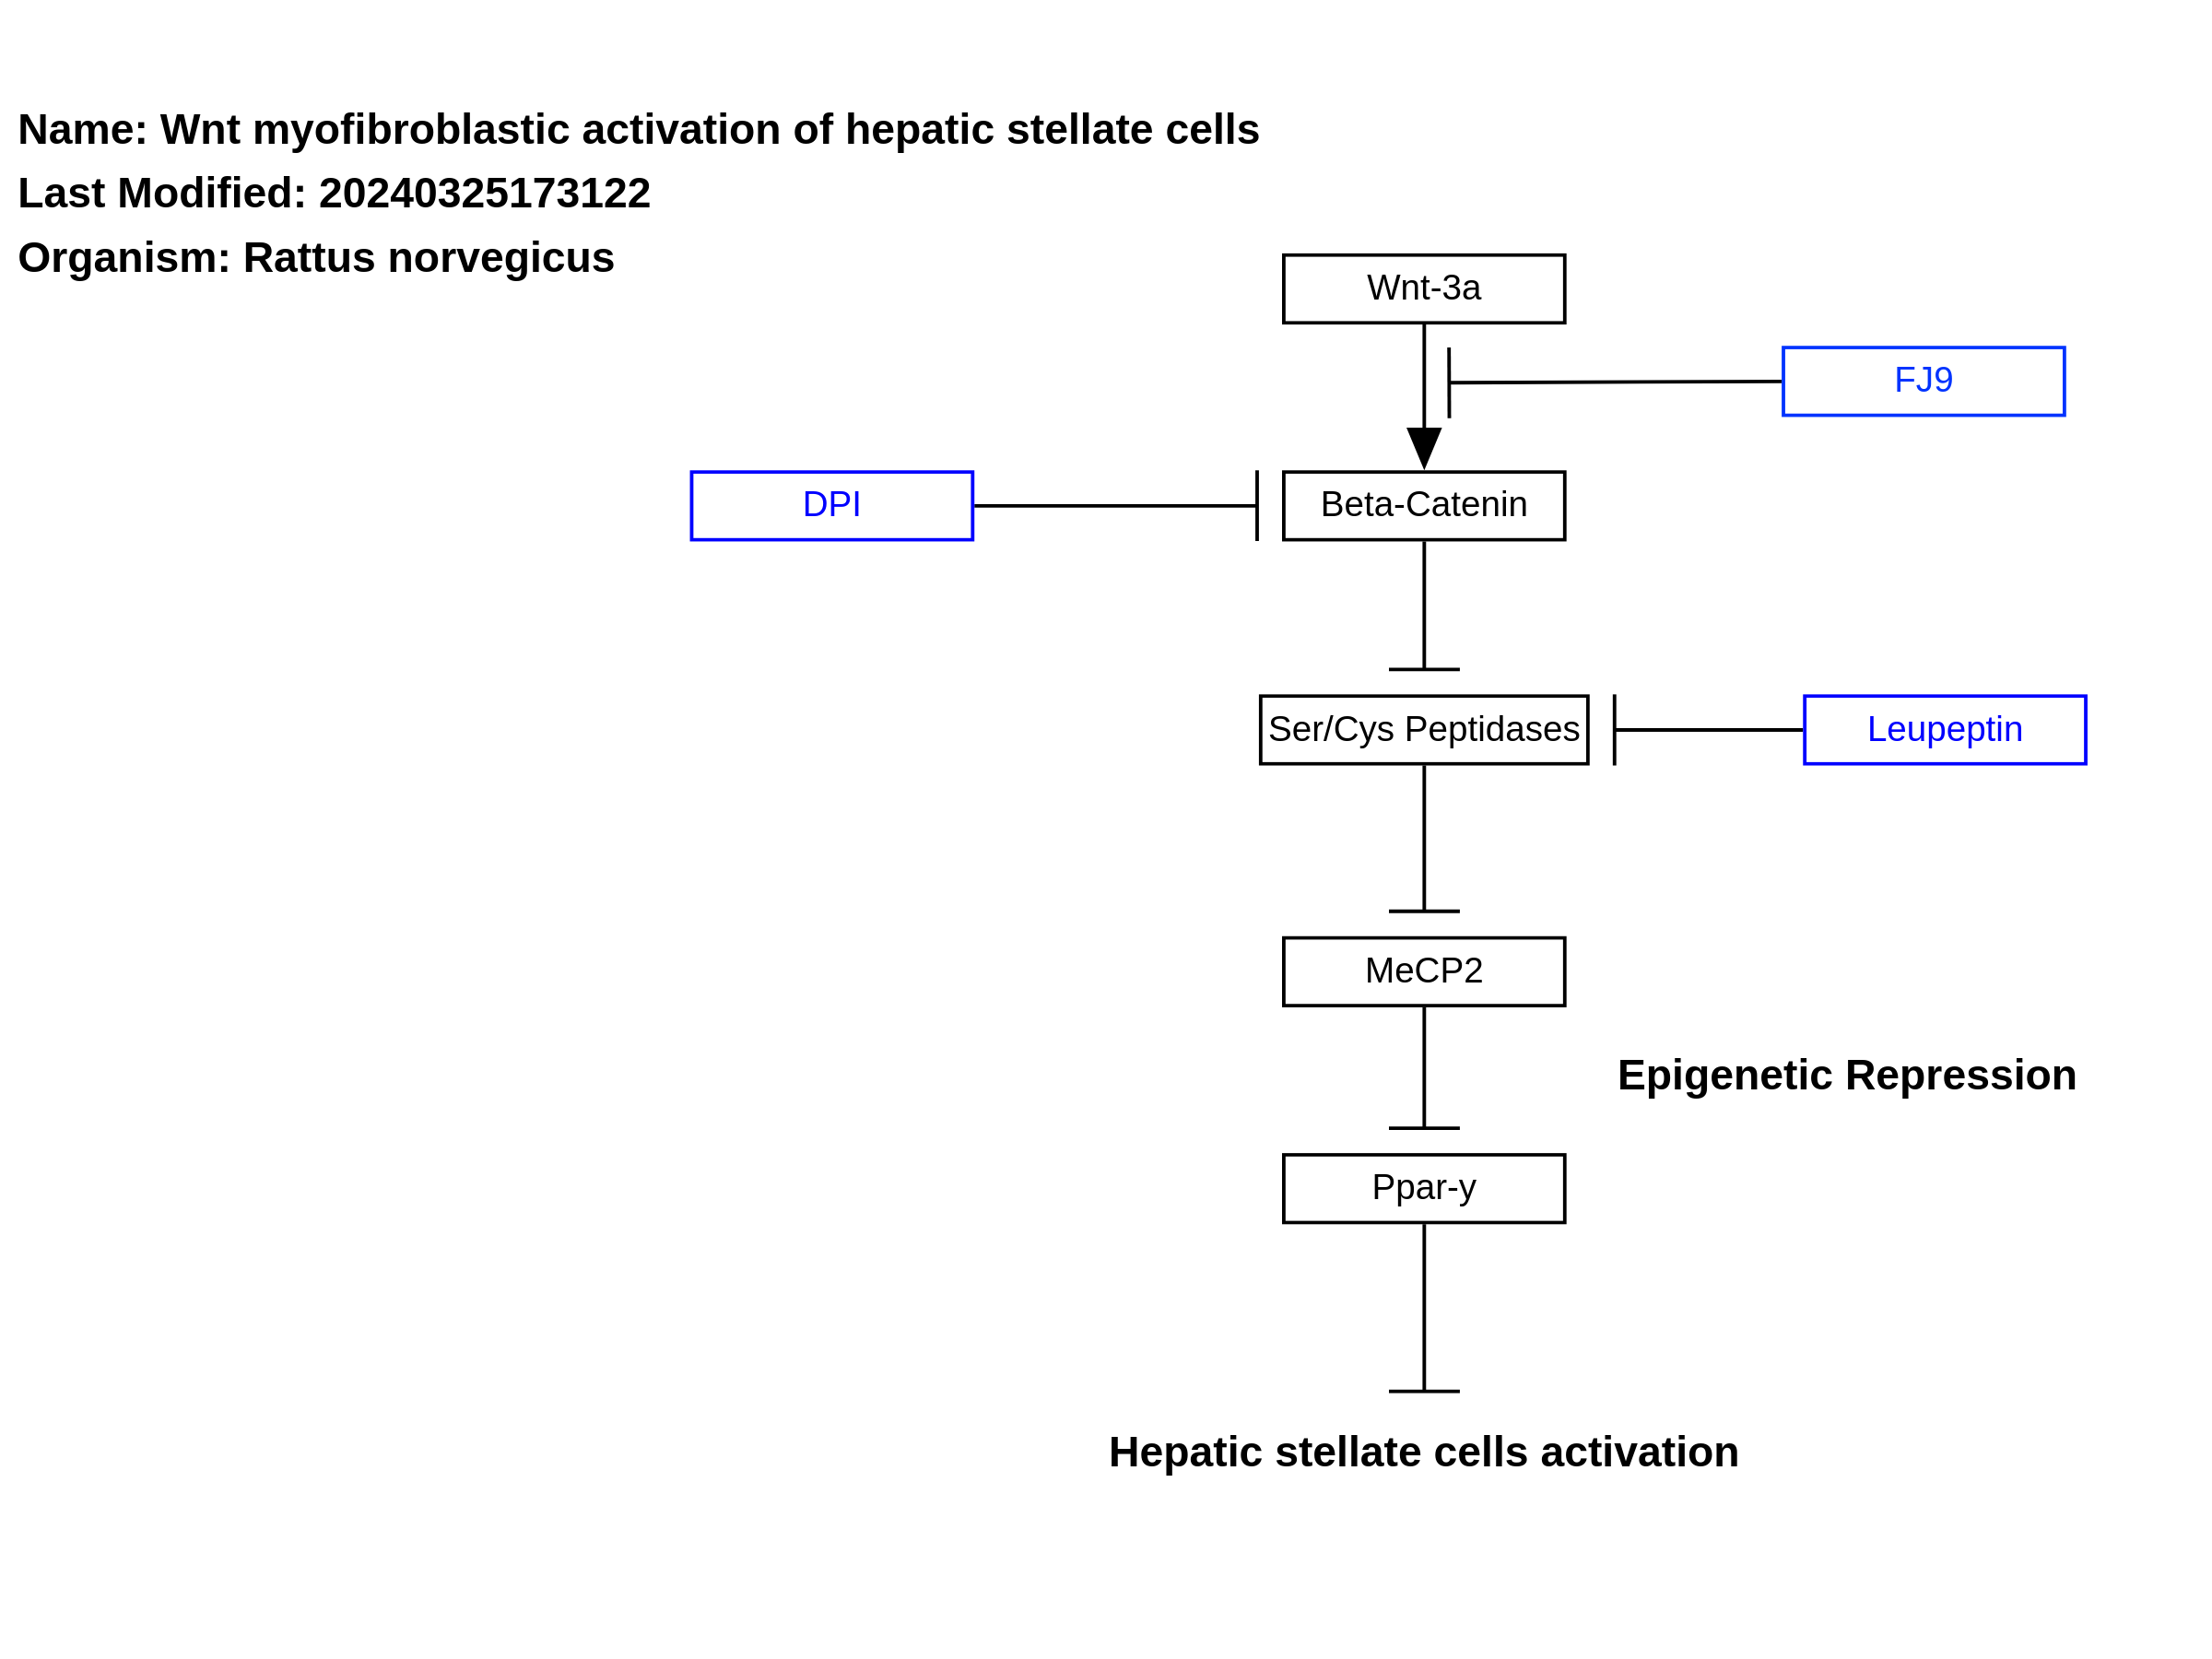 Name: Wnt myofibroblastic activation of hepatic stellate cells
Last Modified: 20240325173122
Organism: Rattus norvegicus
Wnt-3a
FJ9
DPI
Beta-Catenin
Ser/Cys Peptidases
Leupeptin
MeCP2
Epigenetic Repression
Ppar-y
Hepatic stellate cells activation